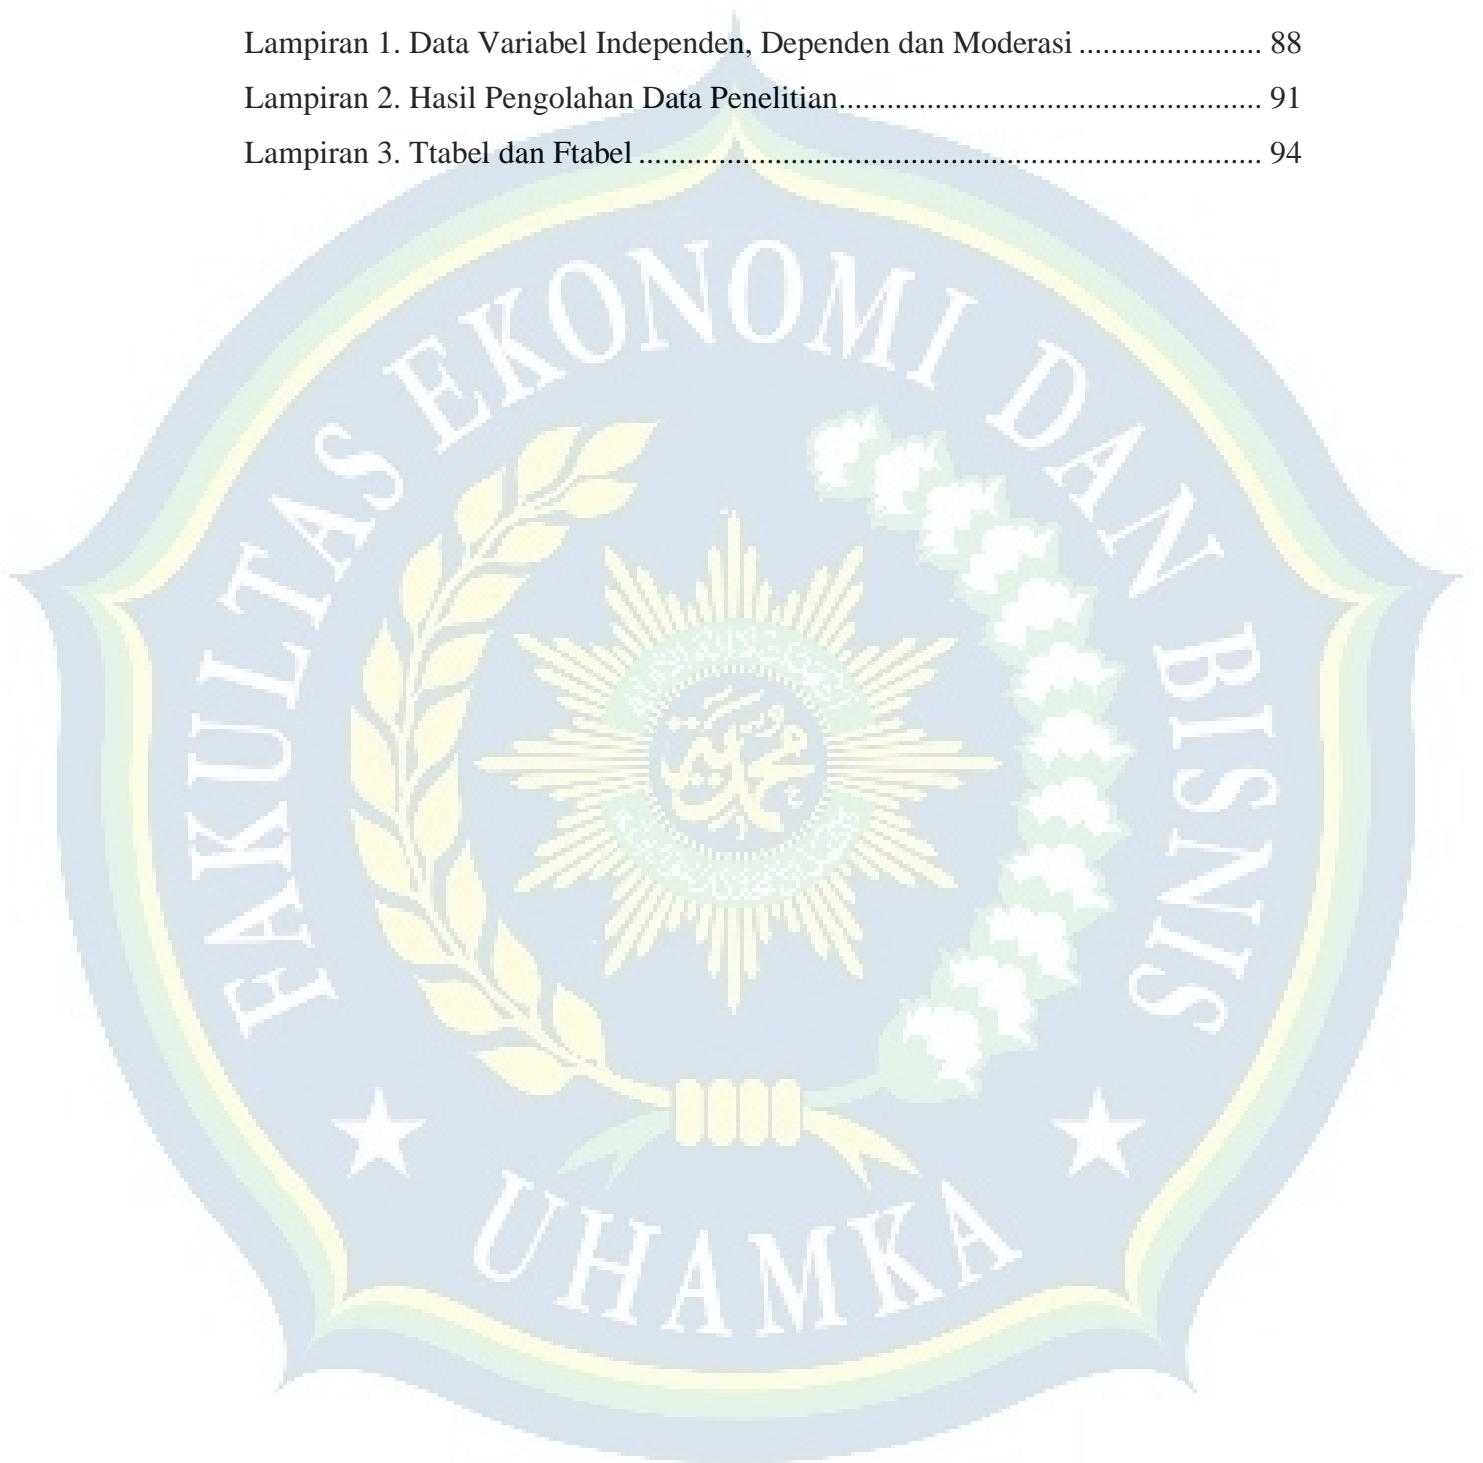 Lampiran 1. Data Variabel Independen, Dependen dan Moderasi ....................... 88
Lampiran 2. Hasil Pengolahan Data Penelitian..................................................... 91
Lampiran 3. Ttabel dan Ftabel .............................................................................. 94
FAKULTAS EKONOMI DAN BISNIS
محمدية
UHAMKA